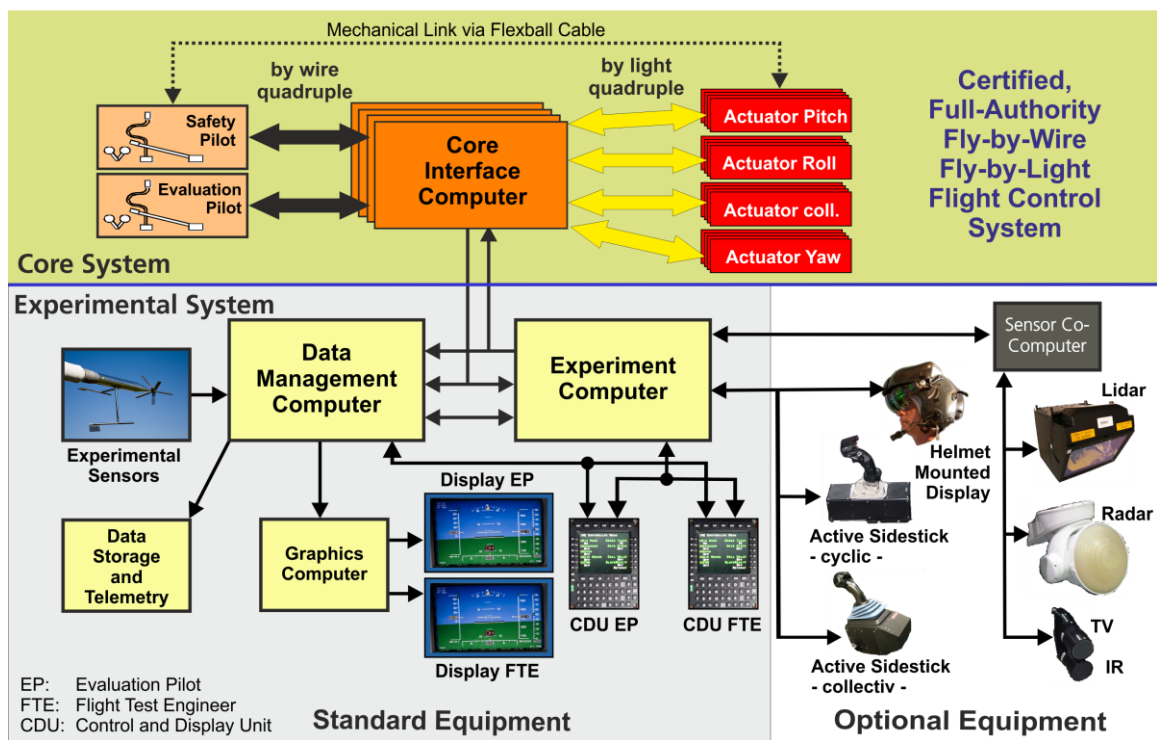 Mechanical Link via Flexball Cable
by wire
quadruple
by light
quadruple
Safety
Pilot
Evaluation
Pilot
Core
Interface
Computer
Actuator Pitch
Actuator Roll
Actuator coll.
Actuator Yaw
Certified,
Full-Authority
Fly-by-Wire
Fly-by-Light
Flight Control
System
Core System
Experimental System
Experimental
Sensors
Data
Management
Computer
Experiment
Computer
Sensor Co-
Computer
Data
Storage and
Telemetry
Graphics
Computer
Display EP
Display FTE
CDU EP
CDU FTE
Helmet
Mounted
Display
Active Sidestick
- cyclic -
Active Sidestick
- collectiv -
Lidar
Radar
TV
IR
EP: Evaluation Pilot
FTE: Flight Test Engineer
CDU: Control and Display Unit
Standard Equipment
Optional Equipment